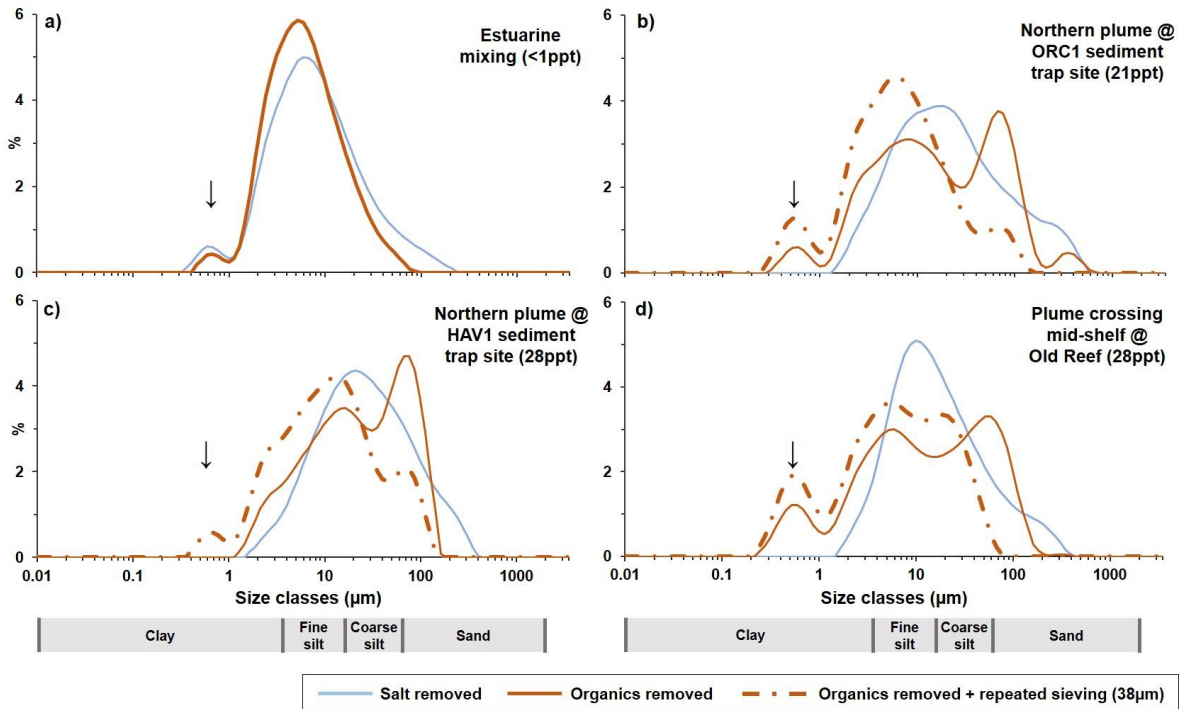 a)
Estuarine
mixing (<1ppt)
6
4
2
0
%
↓
b)
Northern plume @
ORC1 sediment
trap site (21ppt)
6
4
2
0
↓
c)
Northern plume @
HAV1 sediment
trap site (28ppt)
6
4
2
0
%
↓
0.01 0.1 1 10 100 1000
Size classes (µm)
Clay
Fine
silt
Coarse
silt
Sand
d)
Plume crossing
mid-shelf @
Old Reef (28ppt)
6
4
2
0
↓
0.01 0.1 1 10 100 1000
Size classes (µm)
Clay
Fine
silt
Coarse
silt
Sand
Salt removed Organics removed Organics removed + repeated sieving (38µm)